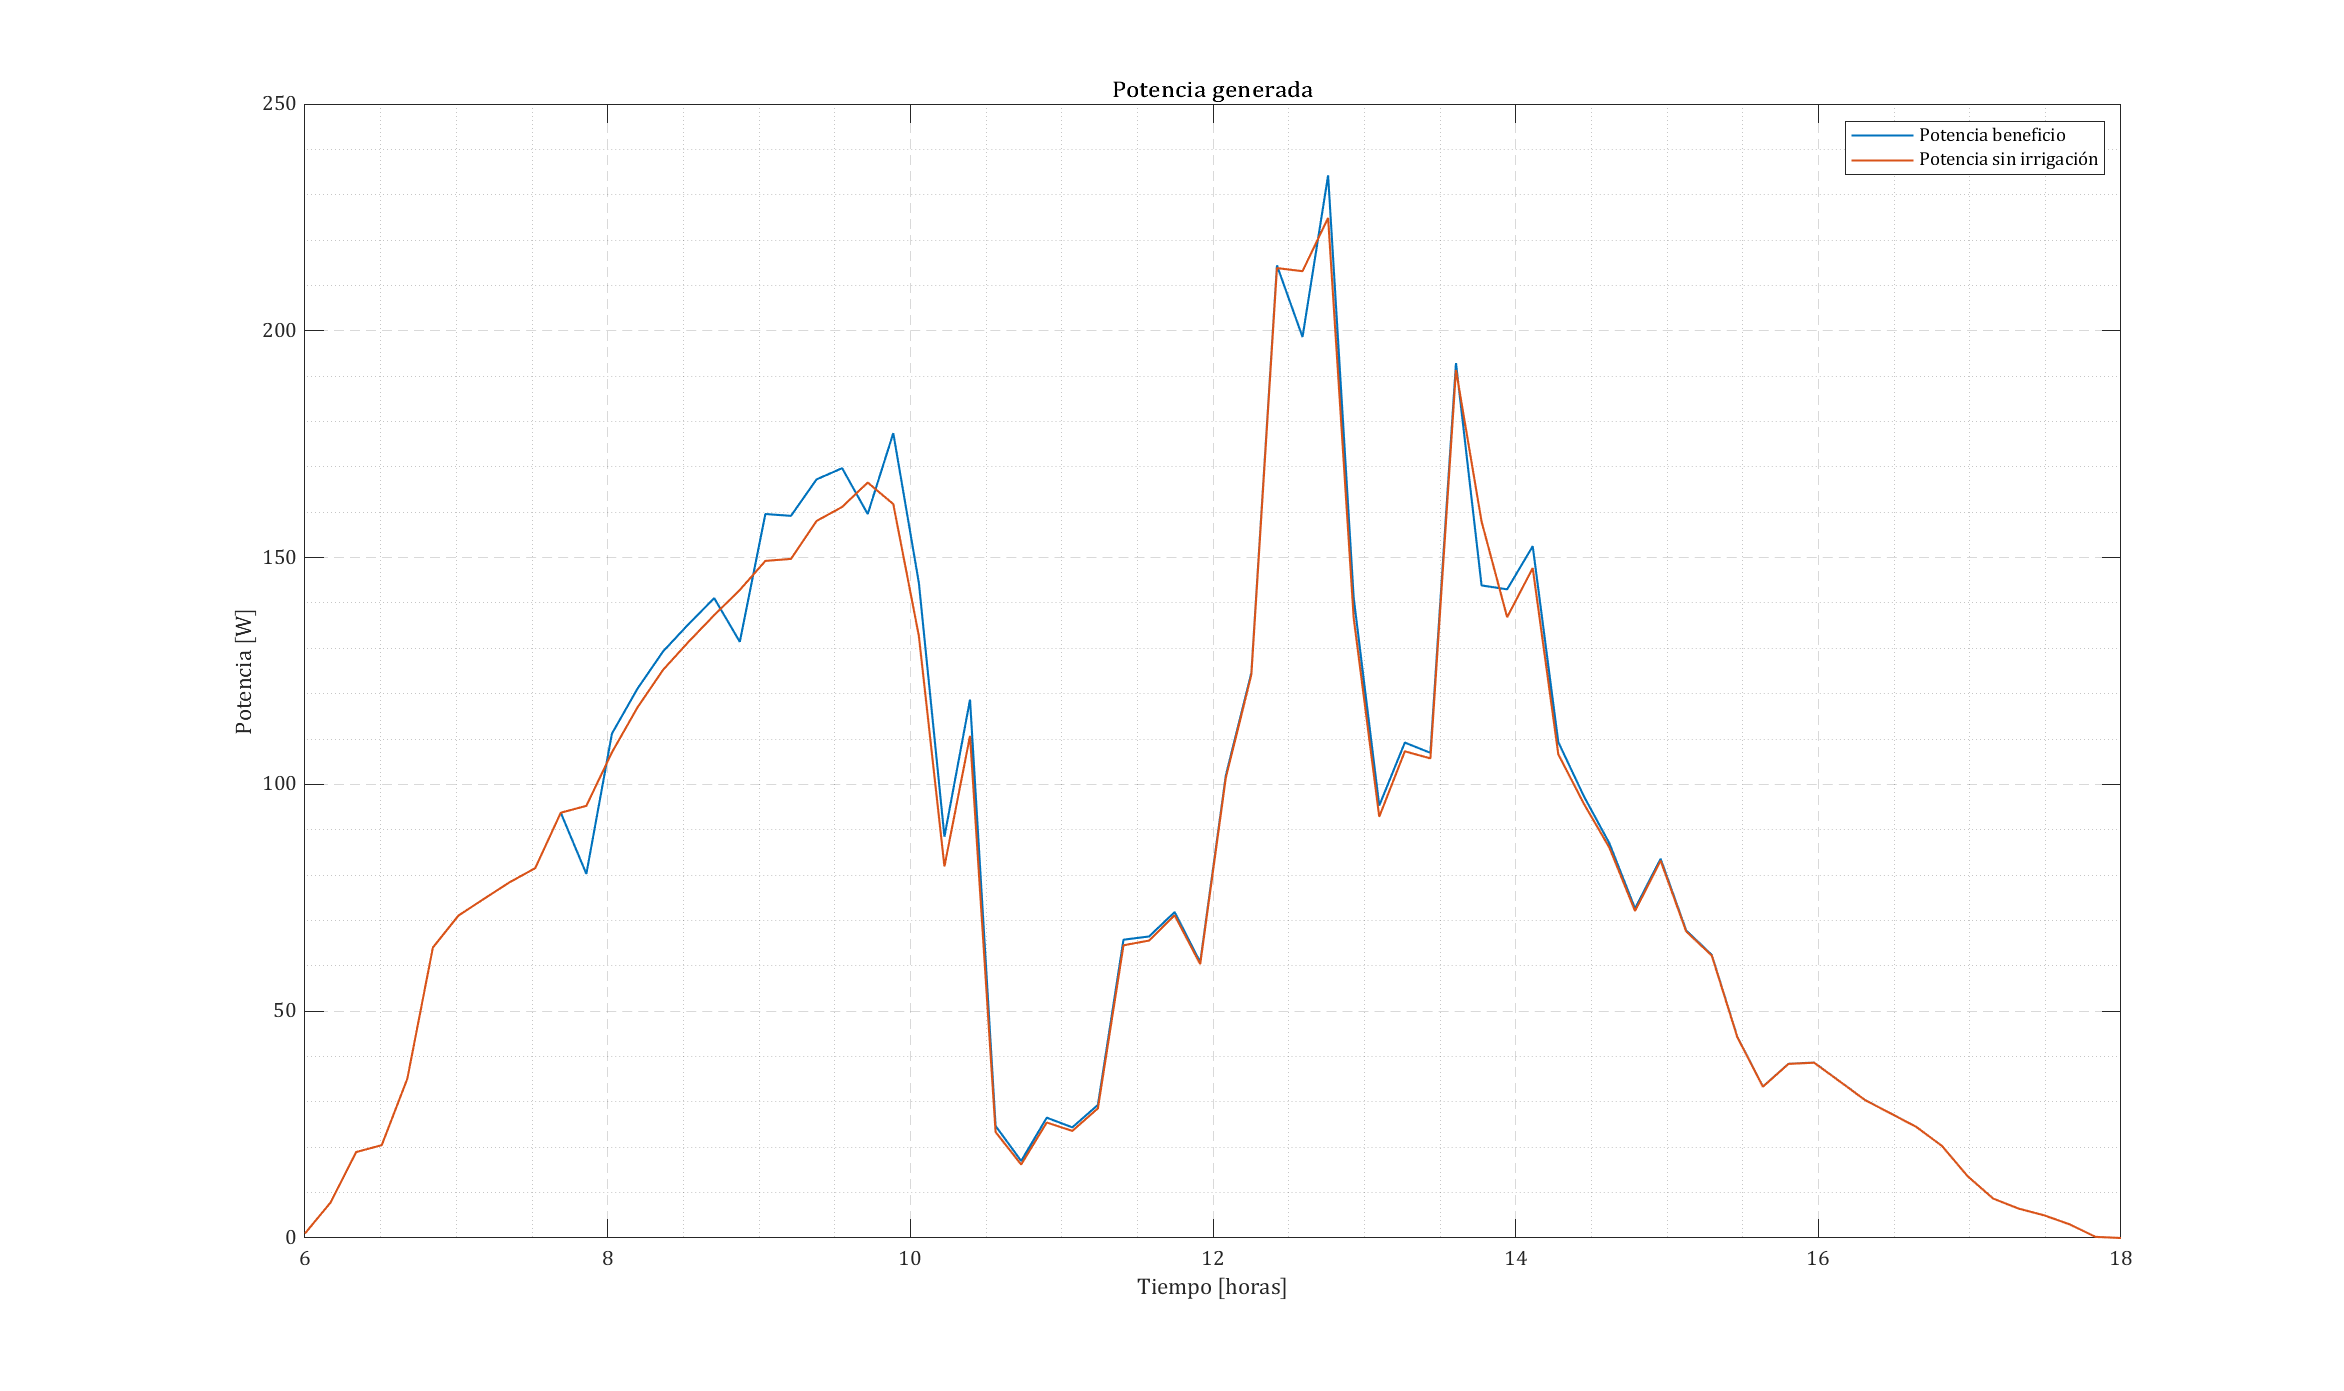 Potencia generada
250
200
150
100
50
0
Potencia [W]
Potencia beneficio
Potencia sin irrigación
6
8
10
12
14
16
18
Tiempo [horas]